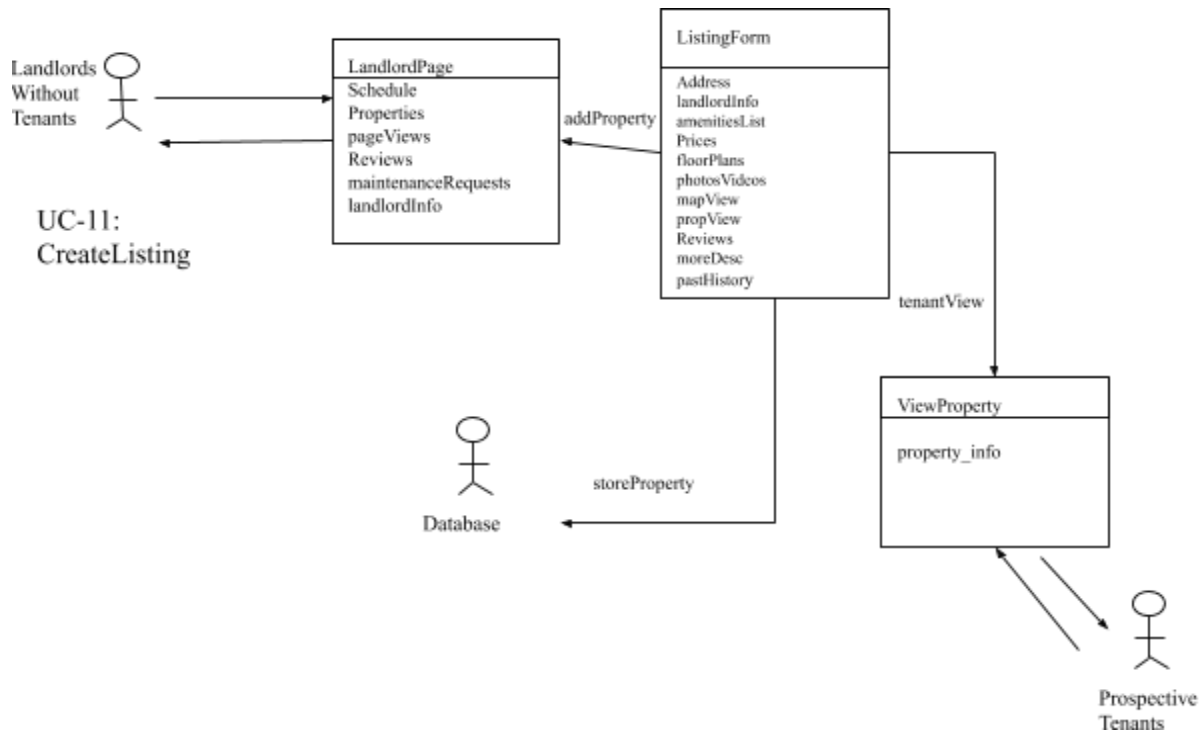 Landlords
Without
Tenants
UC-11:
CreateListing
LandlordPage
Schedule
Properties
pageViews
Reviews
maintenanceRequests
landlordInfo
addProperty
ListingForm
Address
landlordInfo
amenitiesList
Prices
floorPlans
photosVideos
mapView
propView
Reviews
moreDesc
pastHistory
tenantView
ViewProperty
property_info
storeProperty
Database
Prospective
Tenants